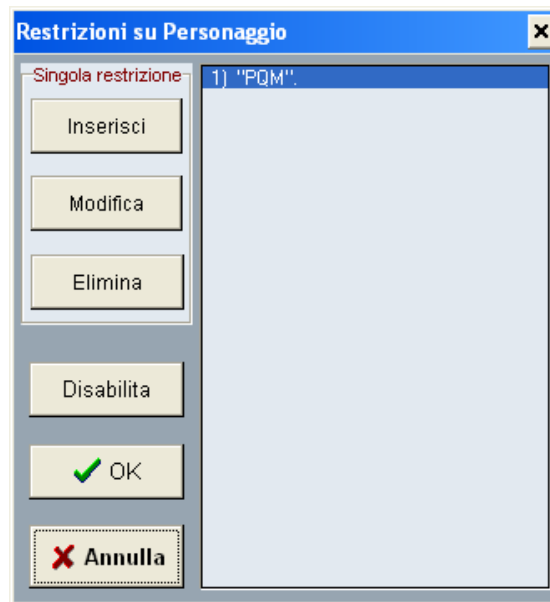 Restrizioni su Personaggio
Singola restrizione
1) "PQM".
Inserisci
Modifica
Elimina
Disabilita
OK
Annulla